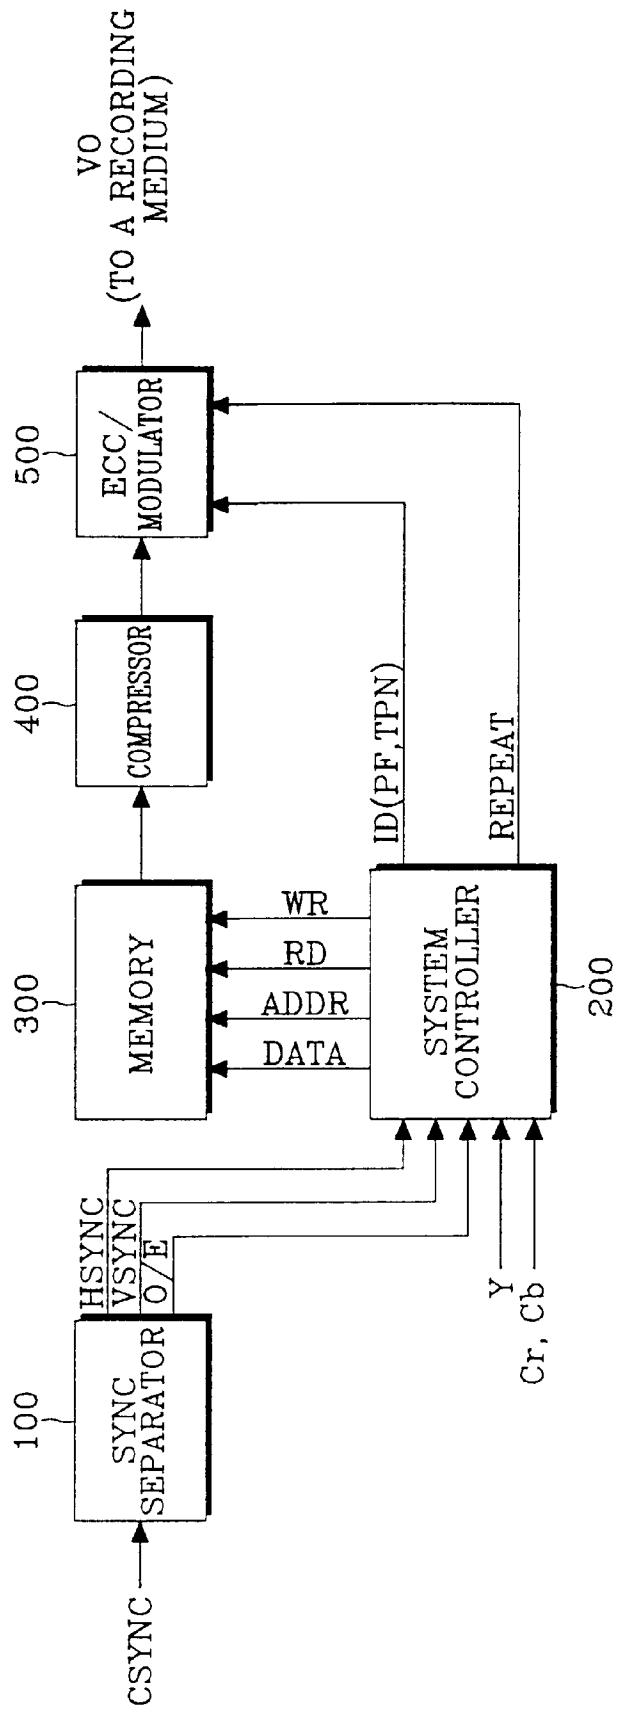 CSYNC
100
SYNC
SEPARATOR
HSYNC
VSYNC
O/E
Y
Cr, Cb
300
MEMORY
DATA
ADDR
RD
WR
SYSTEM
CONTROLLER
200
400
COMPRESSOR
ID(PF,TPN)
REPEAT
500
ECC/
MODULATOR
VO
(TO A RECORDING
MEDIUM)